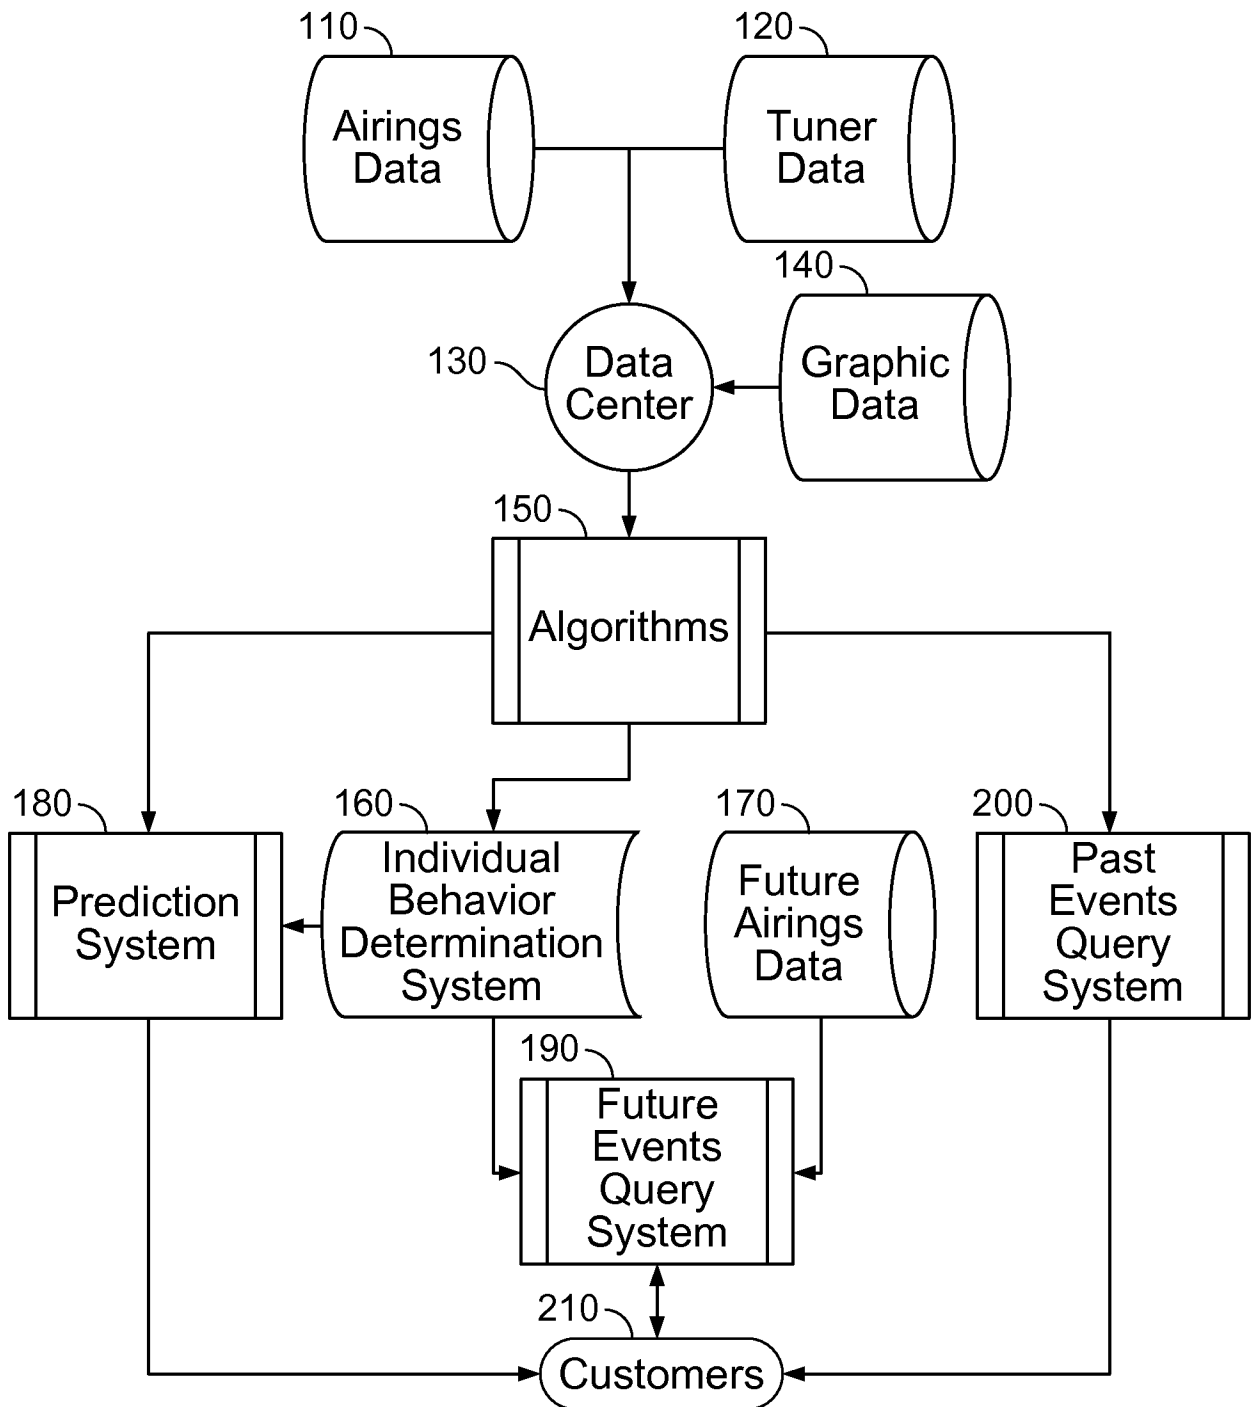 110
120
Airings
Data
Tuner
Data
140
130
Data
Center
Graphic
Data
150
Algorithms
180
160
170
200
Prediction
System
Individual
Behavior
Determination
System
Future
Airings
Data
Past
Events
Query
System
190
Future
Events
Query
System
210
Customers